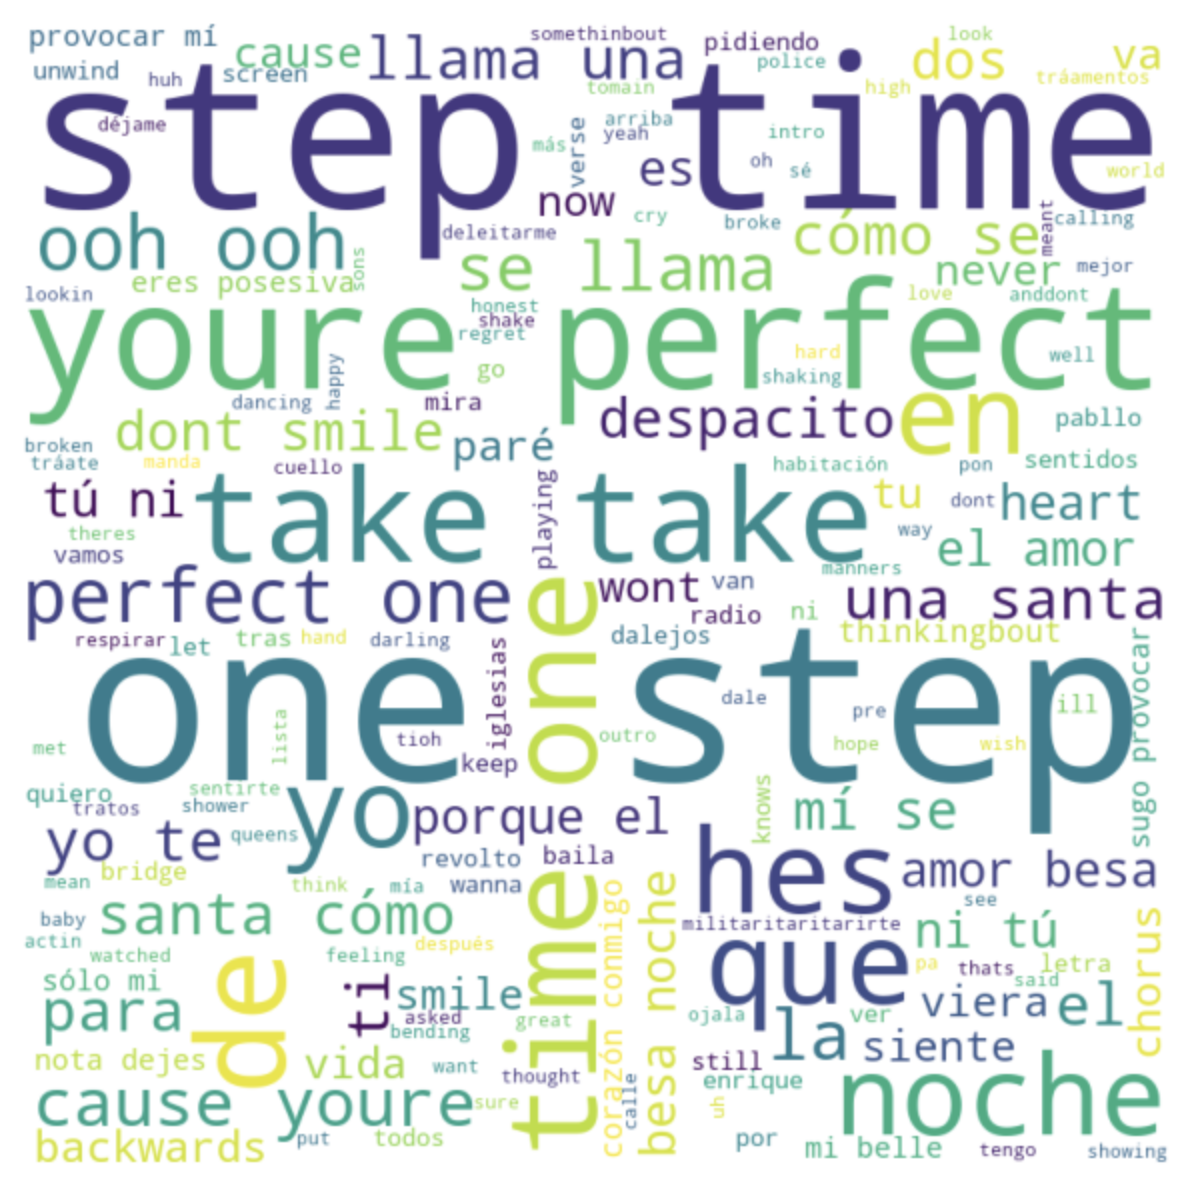 provocar mí
cause
llama una
somethinbout
pidiendo
look
dos
va
unwind
huh
screen
police
tomain
high
tráamentos
step time
déjame
verse
arriba
yeah
más
intro
es
oh
sé
world
now
cry
broke
meant
calling
ooh ooh
deleitarme
cómo se
sons
se llama
never
mejor
eres posesiva
lookin
honest
love
anddont
youre perfect
shake
regret
hard
well
go
shaking
happy
dancing
mira
despacito
en
pabllo
dont smile
broken
paré
tráate
manda
cuello
habitación
pon
sentidos
tú ni
take take
playing
tu
dont
heart
theres
way
vamos
el amor
manners
perfect one
one
wont
van
una santa
radio
ni
respirar
let
tras
hand
darling
dalejos
thinkingbout
one step
iglesias
sugo provocar
dale
pre
ill
lista
tioh
outro
met
keep
hope
wish
quiero
sentirte
tratos
shower
yo
porque el
knows
mí se
yo te
queens
revolto
baila
hes
amor besa
bridge
wanna
mean
think
mía
see
baby
santa cómo
time
corazón conmigo
besa noche
militaritaritarirte
ni tú
chorus
actin
watched
feeling
después
que
pa
thats
letra
sólo mi
de
ti
smile
said
para
asked
bending
great
ojala
ver
viera
el
la
siente
nota dejes
vida
want
thought
still
calle
enrique
uh
noche
cause youre
sure
backwards
put
todos
por
mi belle
tengo
showing